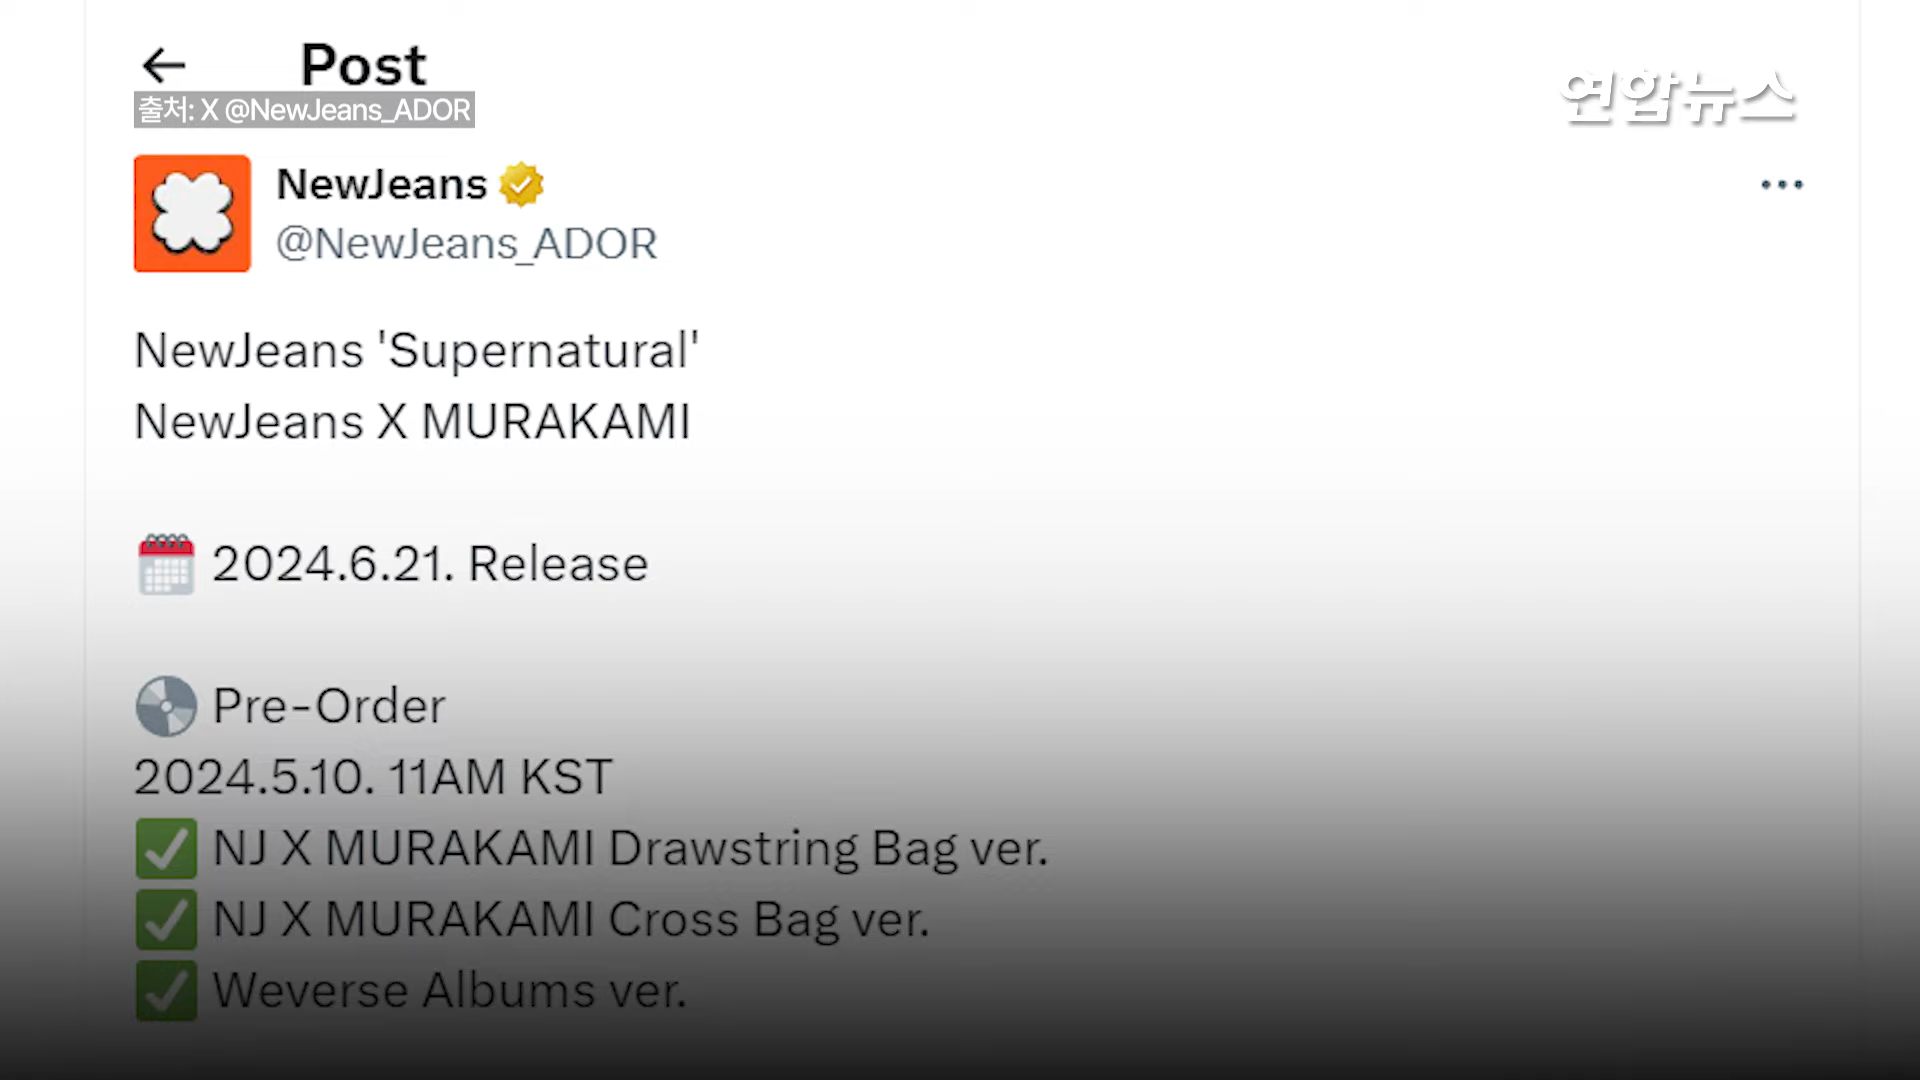 Post
출처: X @NewJeans_ADOR
연합뉴스
NewJeans
@NewJeans_ADOR
NewJeans 'Supernatural'
NewJeans X MURAKAMI
2024.6.21. Release
Pre-Order
2024.5.10. 11AM KST
NJ X MURAKAMI Drawstring Bag ver.
NJ X MURAKAMI Cross Bag ver.
Weverse Albums ver.